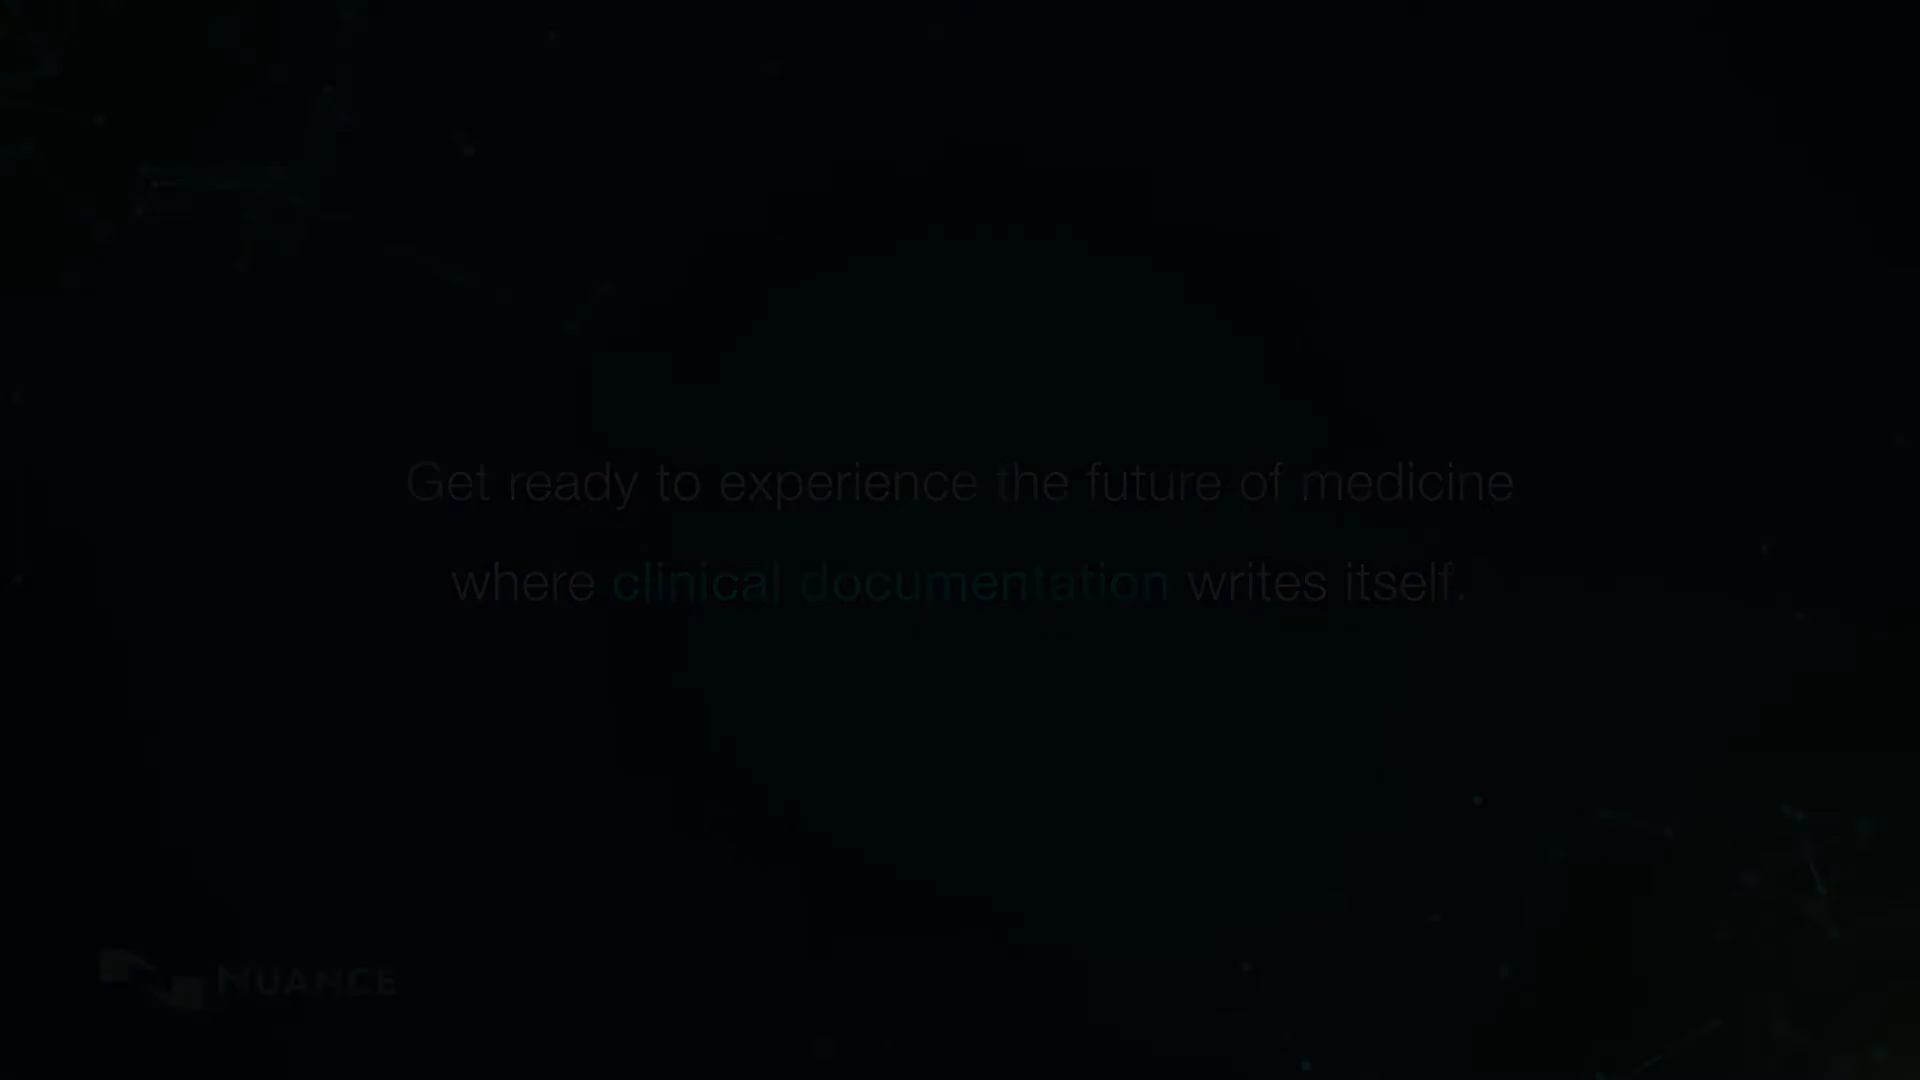 Get ready to experience the future of medicine
where clinical documentation writes itself.
NUANCE